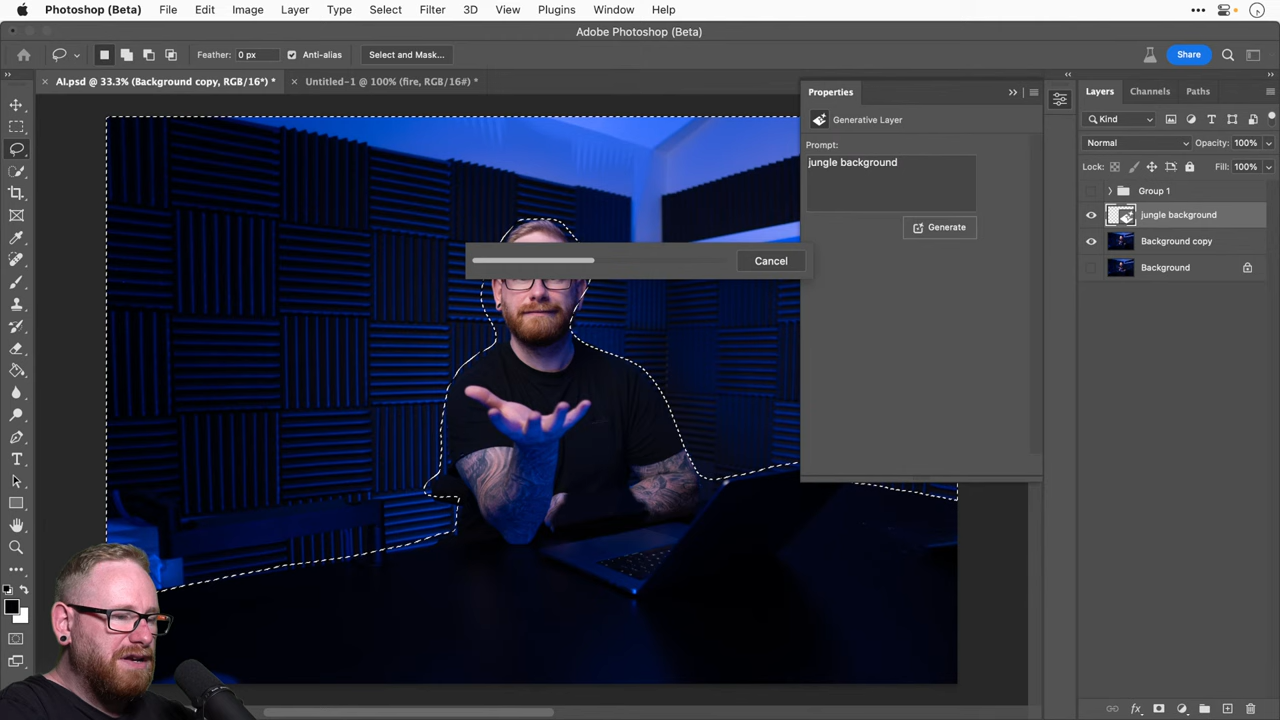 Photoshop (Beta) File Edit Image Layer Type Select Filter 3D View Plugins Window Help
Adobe Photoshop (Beta)
Feather: 0 px Anti-alias Select and Mask... Share
AI.psd @ 33.3% (Background copy, RGB/16*) * Untitled-1 @ 100% (fire, RGB/16#) *
Properties
Generative Layer
Prompt:
jungle background
Generate
Cancel
Layers Channels Paths
Kind
Normal Opacity: 100%
Lock: Fill: 100%
Group 1
jungle background
Background copy
Background